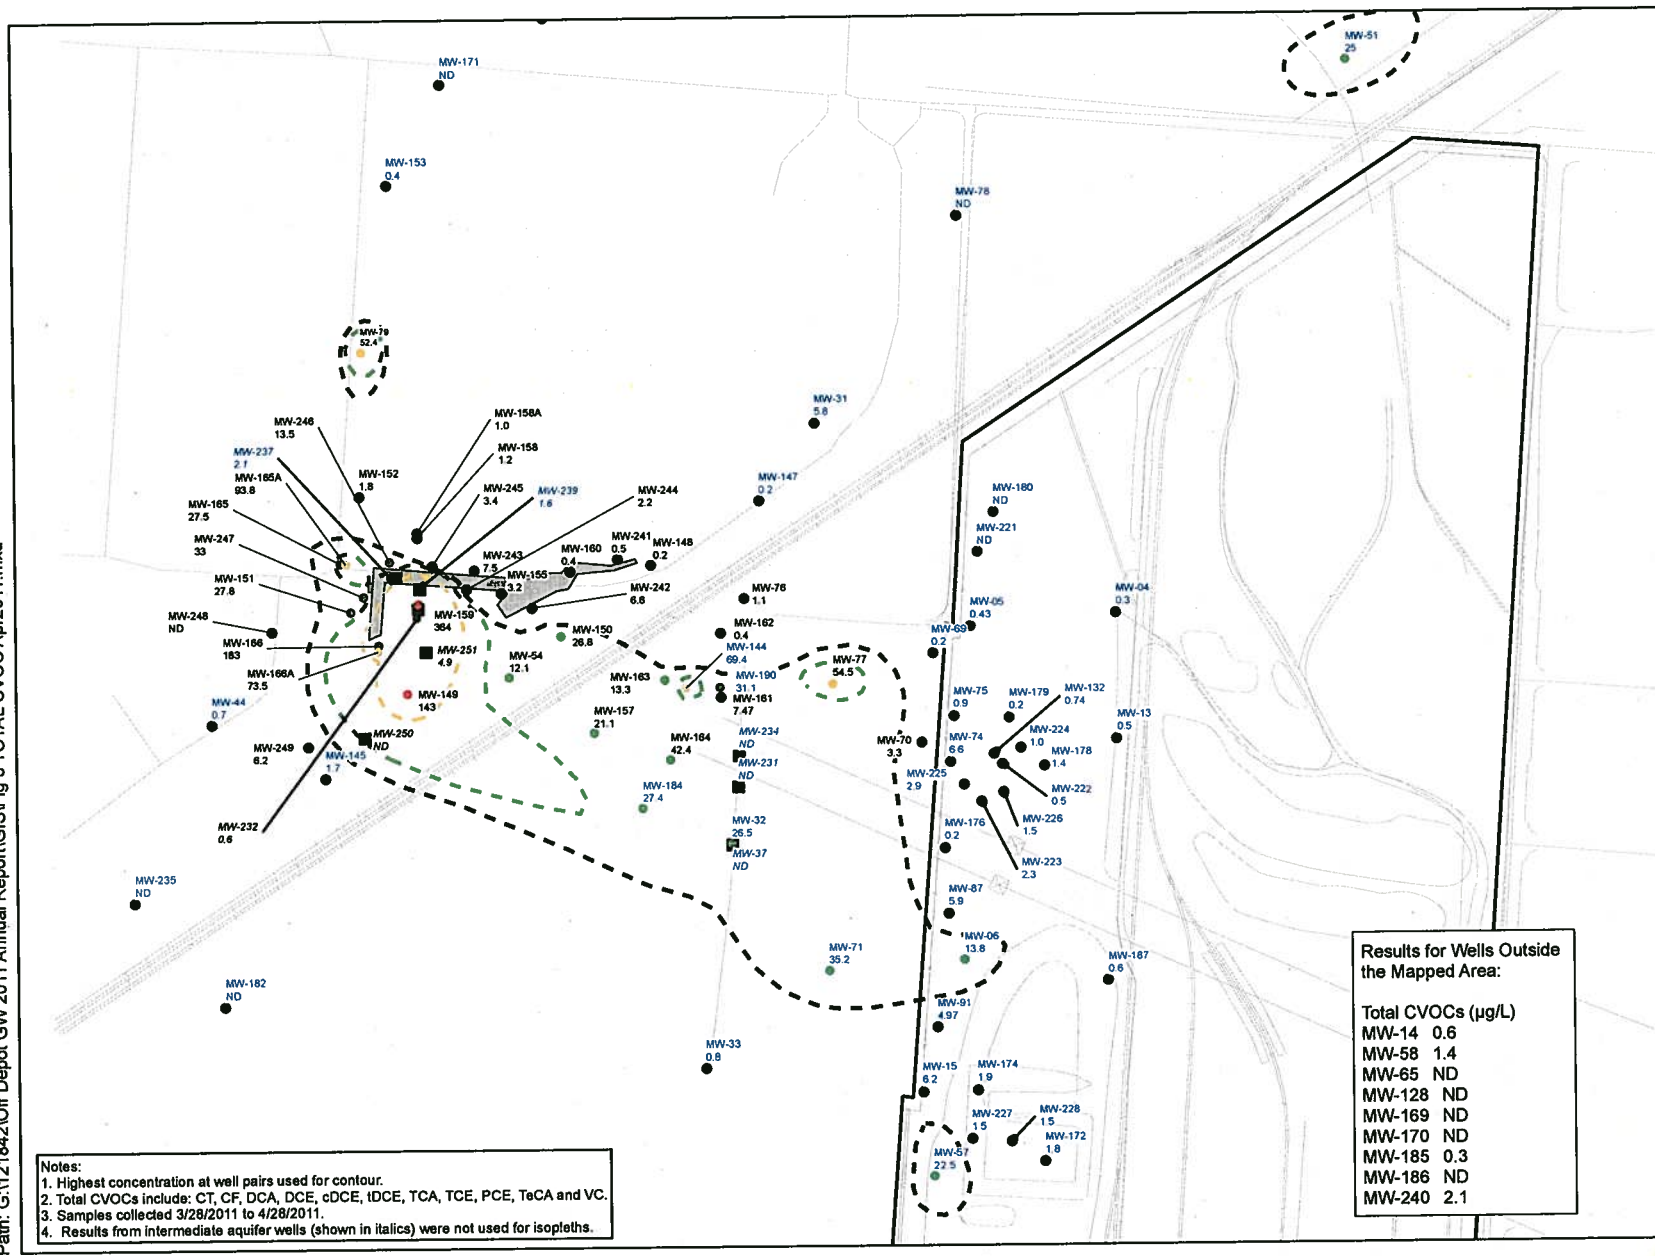 MW-51
25
MW-171
ND
MW-153
0.4
MW-78
ND
MW-79
52.4
MW-31
5.8
MW-158A
1.0
MW-246
13.5
MW-158
1.2
MW-237
2.1
MW-165A
93.8
MW-152
1.8
MW-245
3.4
MW-239
1.6
MW-244
2.2
MW-147
0.2
MW-180
ND
MW-165
27.5
MW-247
33
MW-221
ND
MW-241
0.5
MW-148
0.2
MW-160
0.4
MW-243
7.5
MW-155
3.2
MW-151
27.8
MW-242
6.6
MW-76
1.1
MW-05
0.43
MW-04
0.3
MW-248
ND
MW-159
364
MW-150
26.8
MW-162
0.4
MW-69
0.2
MW-166
183
MW-251
4.9
MW-54
12.1
MW-144
69.4
MW-77
54.5
MW-166A
73.5
MW-163
13.3
MW-190
31.1
MW-161
7.47
MW-149
143
MW-75
0.9
MW-179
0.2
MW-132
0.74
MW-44
0.7
MW-157
21.1
MW-13
0.5
MW-250
ND
MW-234
ND
MW-70
3.3
MW-74
6.6
MW-224
1.0
MW-178
1.4
MW-249
6.2
MW-145
1.7
MW-164
42.4
MW-231
ND
MW-225
2.9
MW-222
0.5
MW-184
27.4
MW-32
26.5
MW-37
ND
MW-176
0.2
MW-226
1.5
MW-232
0.6
MW-223
2.3
MW-235
ND
MW-87
5.9
MW-71
35.2
MW-06
13.8
MW-187
0.6
MW-182
ND
MW-91
4.97
MW-33
0.8
MW-15
6.2
MW-174
1.9
MW-227
1.5
MW-228
1.5
MW-172
1.8
MW-57
22.5
Results for Wells Outside
the Mapped Area:
Total CVOCs (µg/L)
MW-14 0.6
MW-58 1.4
MW-65 ND
MW-128 ND
MW-169 ND
MW-170 ND
MW-185 0.3
MW-186 ND
MW-240 2.1
Notes:
1. Highest concentration at well pairs used for contour.
2. Total CVOCs include: CT, CF, DCA, DCE, cDCE, tDCE, TCA, TCE, PCE, TeCA and VC.
3. Samples collected 3/28/2011 to 4/28/2011.
4. Results from intermediate aquifer wells (shown in italics) were not used for isopleths.